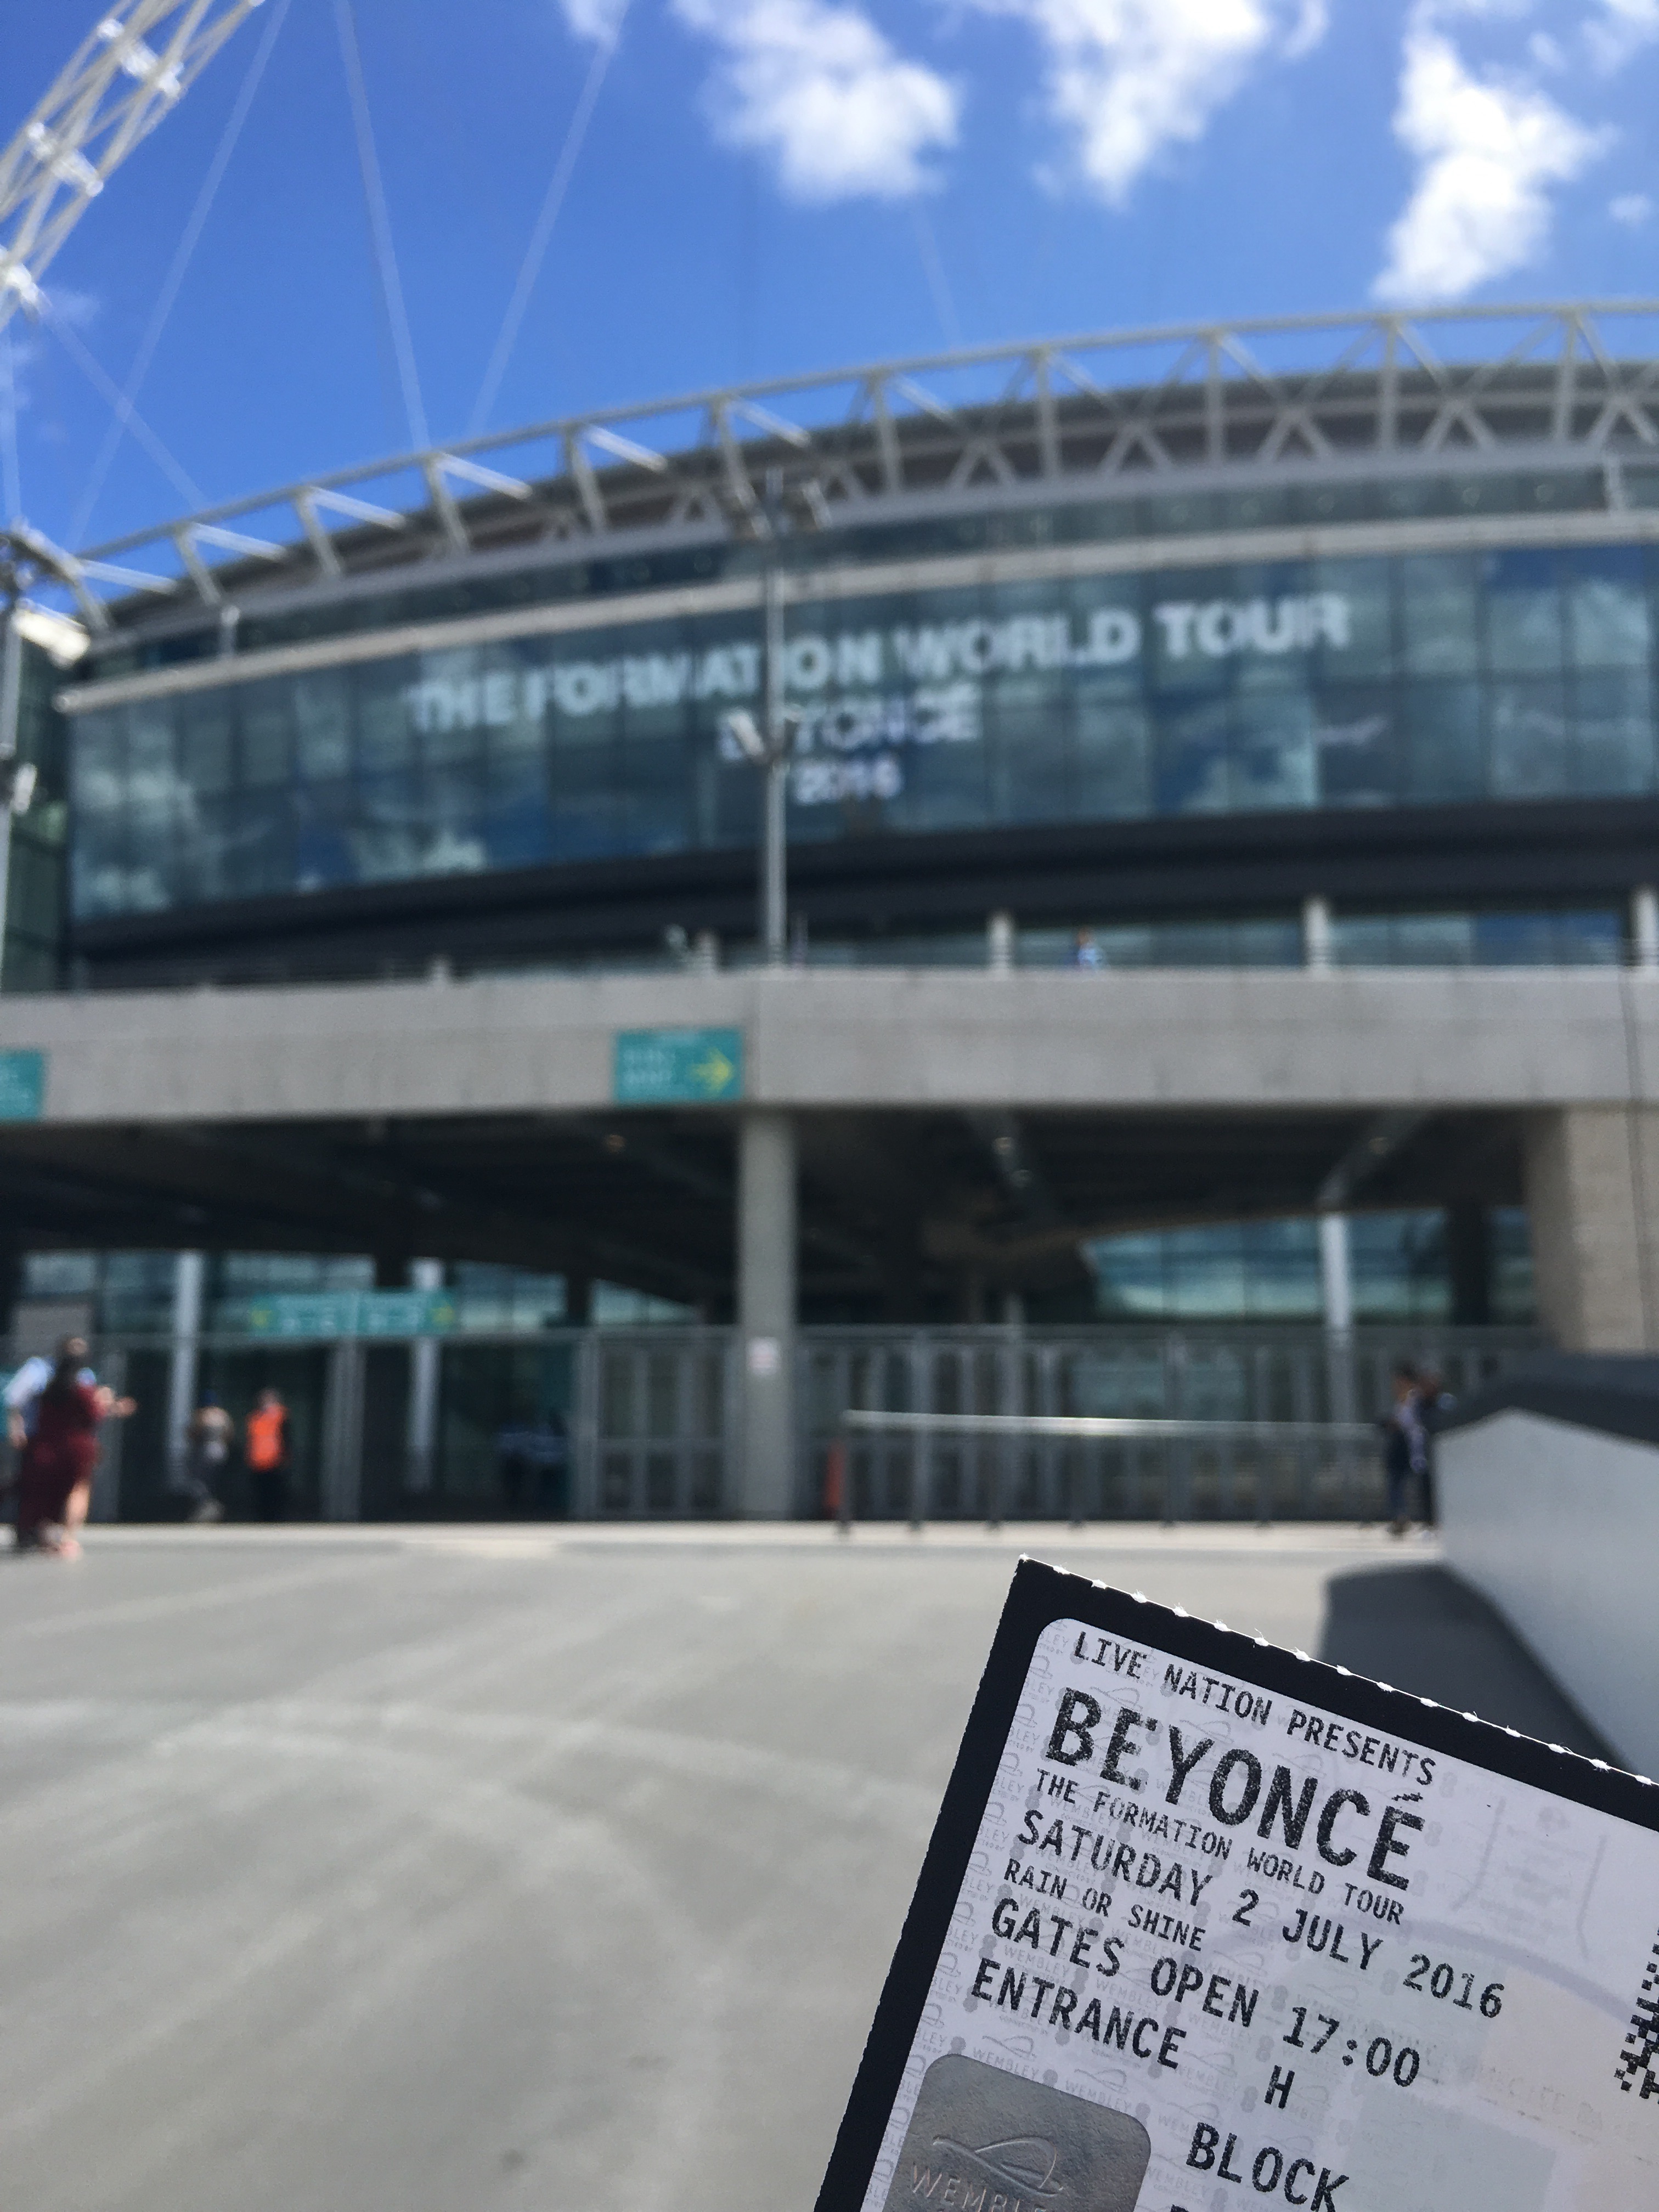 THE FORMATION WORLD TOUR
BEYONCÉ
2016
LIVE NATION PRESENTS
BEYONCÉ
THE FORMATION WORLD TOUR
SATURDAY 2 JULY 2016
RAIN OR SHINE
GATES OPEN 17:00
ENTRANCE H
BLOCK
WEMBLEY